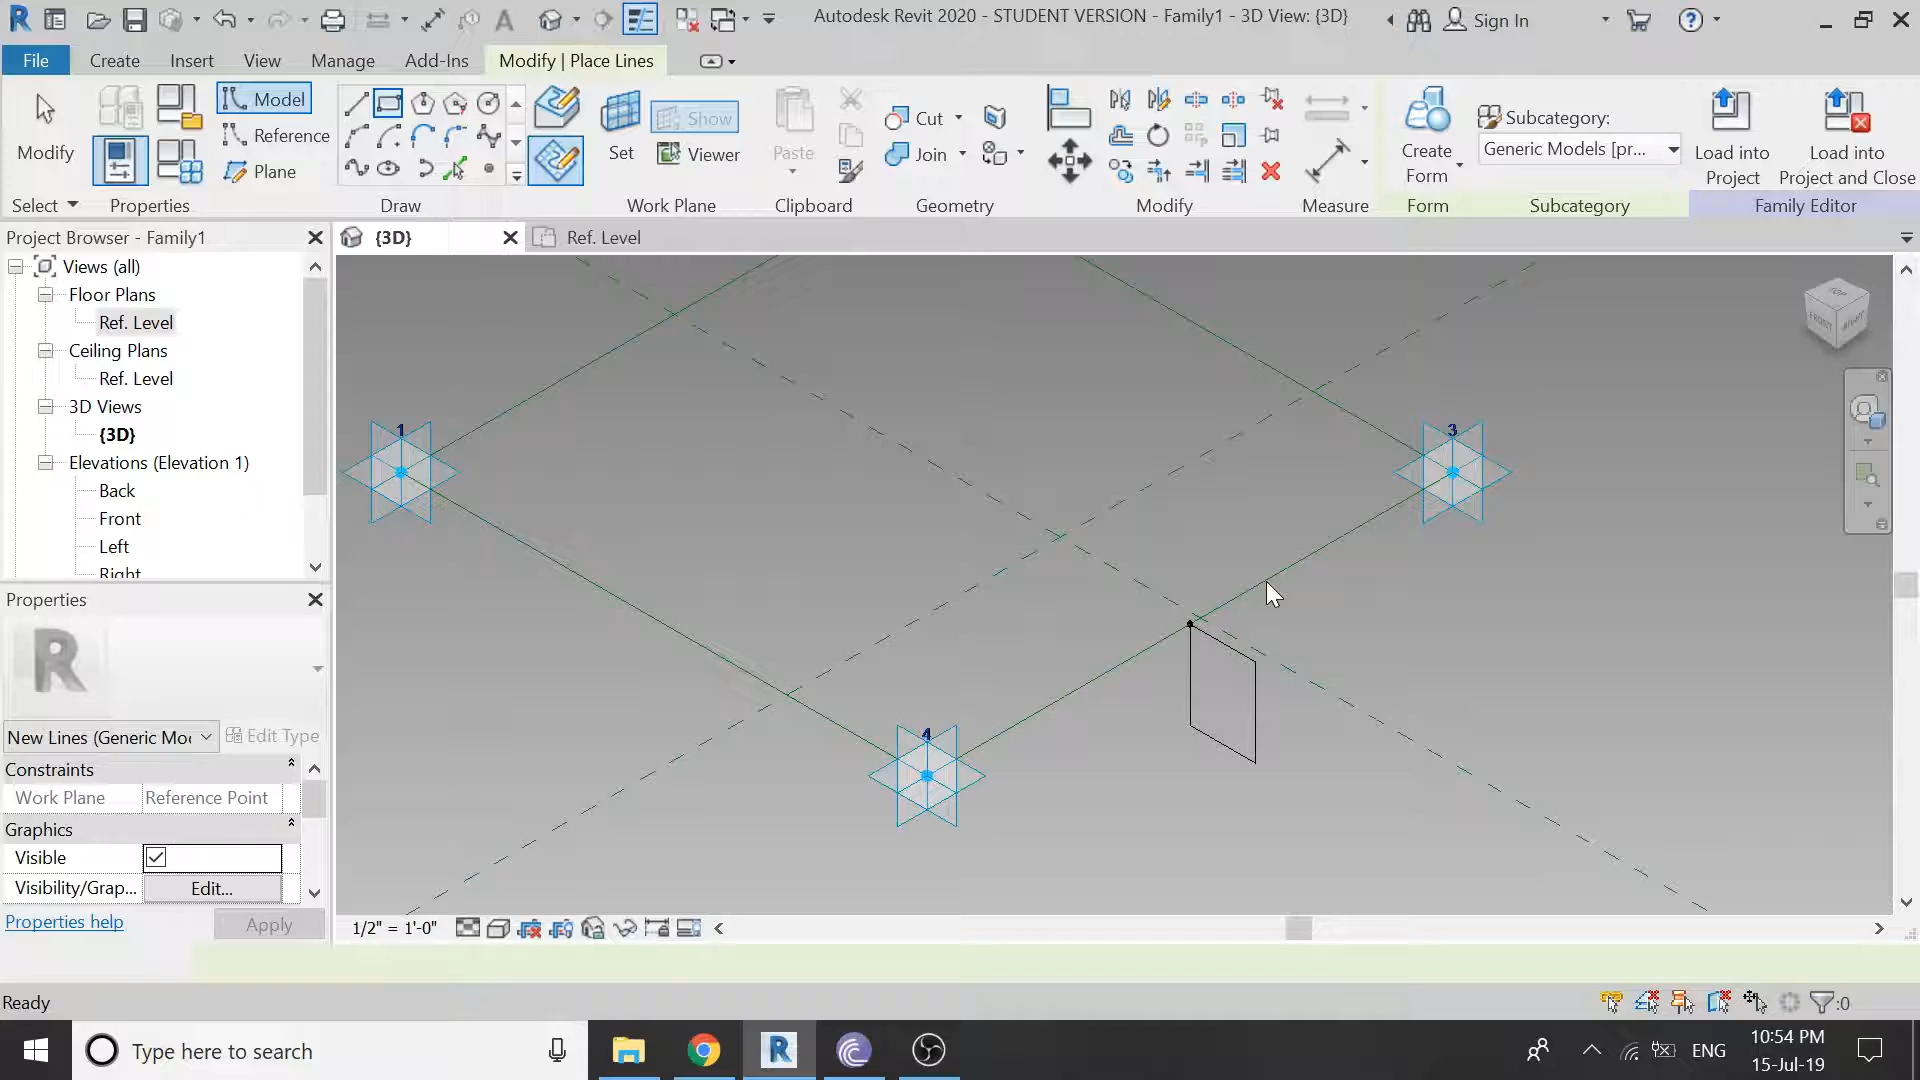 Autodesk Revit 2020 - STUDENT VERSION - Family1 - 3D View: {3D}
Sign In
File
Create
Insert
View
Manage
Add-Ins
Modify | Place Lines
Modify
Model
Reference
Plane
Set
Show
Viewer
Paste
Cut
Join
Create
Form
Subcategory:
Generic Models [pr...
Load into
Project
Load into
Project and Close
Select
Properties
Draw
Work Plane
Clipboard
Geometry
Modify
Measure
Form
Subcategory
Family Editor
Project Browser - Family1
{3D}
Ref. Level
Views (all)
Floor Plans
Ref. Level
Ceiling Plans
Ref. Level
3D Views
{3D}
Elevations (Elevation 1)
Back
Front
Left
Right
1
3
4
TOP
FRONT
RIGHT
Properties
R
New Lines (Generic Mo
Edit Type
Constraints
Work Plane
Reference Point
Graphics
Visible
Visibility/Grap...
Edit...
Properties help
Apply
1/2" = 1'-0"
Ready
:0
Type here to search
ENG
10:54 PM
15-Jul-19